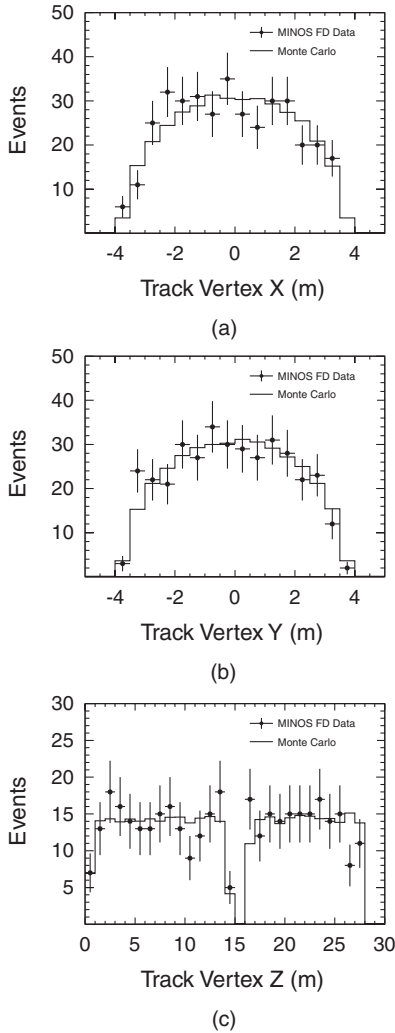 50
40
30
20
10
Events
MINOS FD Data
Monte Carlo
-4 -2 0 2 4
Track Vertex X (m)
(a)
50
40
30
20
10
Events
MINOS FD Data
Monte Carlo
-4 -2 0 2 4
Track Vertex Y (m)
(b)
30
25
20
15
10
5
Events
MINOS FD Data
Monte Carlo
0 5 10 15 20 25 30
Track Vertex Z (m)
(c)